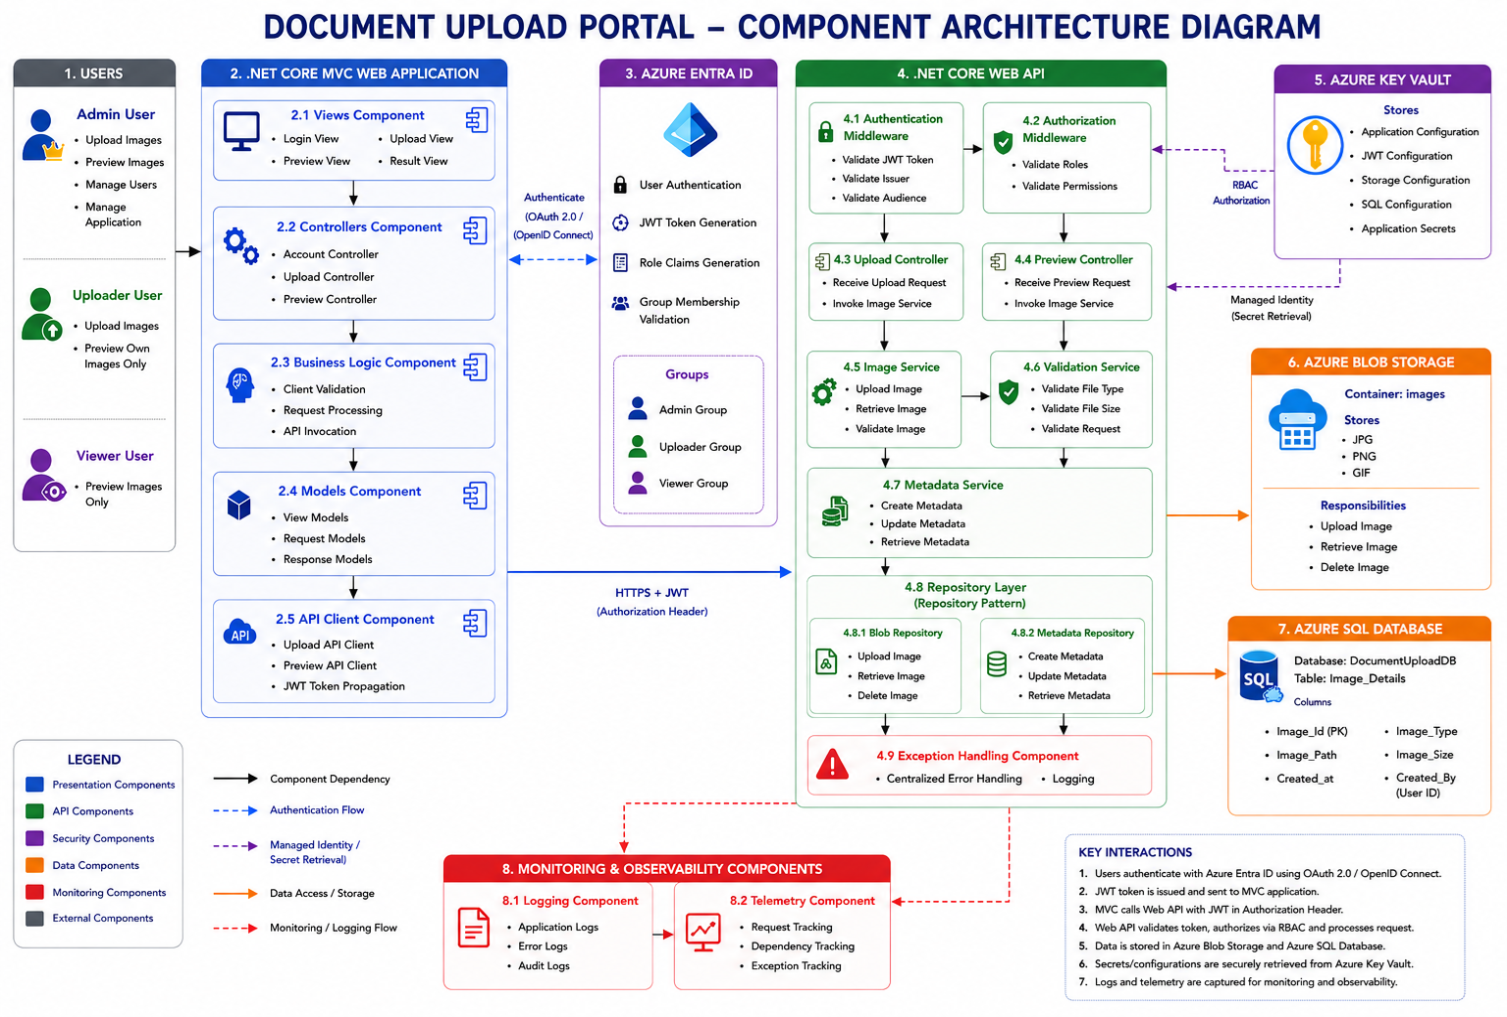 DOCUMENT UPLOAD PORTAL – COMPONENT ARCHITECTURE DIAGRAM
1. USERS
Admin User
• Upload Images
• Preview Images
• Manage Users
• Manage
Application
Uploader User
• Upload Images
• Preview Own
Images Only
Viewer User
• Preview Images
Only
2. .NET CORE MVC WEB APPLICATION
2.1 Views Component
• Login View
• Upload View
• Preview View
• Result View
2.2 Controllers Component
• Account Controller
• Upload Controller
• Preview Controller
2.3 Business Logic Component
• Client Validation
• Request Processing
• API Invocation
2.4 Models Component
• View Models
• Request Models
• Response Models
2.5 API Client Component
API
• Upload API Client
• Preview API Client
• JWT Token Propagation
Authenticate
(OAuth 2.0 /
(OpenID Connect)
3. AZURE ENTRA ID
User Authentication
JWT Token Generation
Role Claims Generation
Group Membership
Validation
Groups
Admin Group
Uploader Group
Viewer Group
HTTPS + JWT
(Authorization Header)
4. .NET CORE WEB API
4.1 Authentication
Middleware
• Validate JWT Token
• Validate Issuer
• Validate Audience
4.2 Authorization
Middleware
• Validate Roles
• Validate Permissions
4.3 Upload Controller
• Receive Upload Request
• Invoke Image Service
4.4 Preview Controller
• Receive Preview Request
• Invoke Image Service
4.5 Image Service
• Upload Image
• Retrieve Image
• Validate Image
4.6 Validation Service
• Validate File Type
• Validate File Size
• Validate Request
4.7 Metadata Service
• Create Metadata
• Update Metadata
• Retrieve Metadata
4.8 Repository Layer
(Repository Pattern)
4.8.1 Blob Repository
• Upload Image
• Retrieve Image
• Delete Image
4.8.2 Metadata Repository
• Create Metadata
• Update Metadata
• Retrieve Metadata
4.9 Exception Handling Component
• Centralized Error Handling
• Logging
RBAC
Authorization
5. AZURE KEY VAULT
Stores
• Application Configuration
• JWT Configuration
• Storage Configuration
• SQL Configuration
• Application Secrets
Managed Identity
(Secret Retrieval)
6. AZURE BLOB STORAGE
Container: images
Stores
• JPG
• PNG
• GIF
Responsibilities
• Upload Image
• Retrieve Image
• Delete Image
7. AZURE SQL DATABASE
SQL
Database: DocumentUploadDB
Table: Image_Details
Columns
• Image_Id (PK)
• Image_Type
• Image_Path
• Image_Size
• Created_at
• Created_By
(User ID)
LEGEND
Presentation Components
API Components
Security Components
Data Components
Monitoring Components
External Components
Component Dependency
Authentication Flow
Managed Identity /
Secret Retrieval)
Data Access / Storage
Monitoring / Logging Flow
8. MONITORING & OBSERVABILITY COMPONENTS
8.1 Logging Component
• Application Logs
• Error Logs
• Audit Logs
8.2 Telemetry Component
• Request Tracking
• Dependency Tracking
• Exception Tracking
KEY INTERACTIONS
1. Users authenticate with Azure Entra ID using OAuth 2.0 / OpenID Connect.
2. JWT token is issued and sent to MVC application.
3. MVC calls Web API with JWT in Authorization Header.
4. Web API validates token, authorizes via RBAC and processes request.
5. Data is stored in Azure Blob Storage and Azure SQL Database.
6. Secrets/configurations are securely retrieved from Azure Key Vault.
7. Logs and telemetry are captured for monitoring and observability.